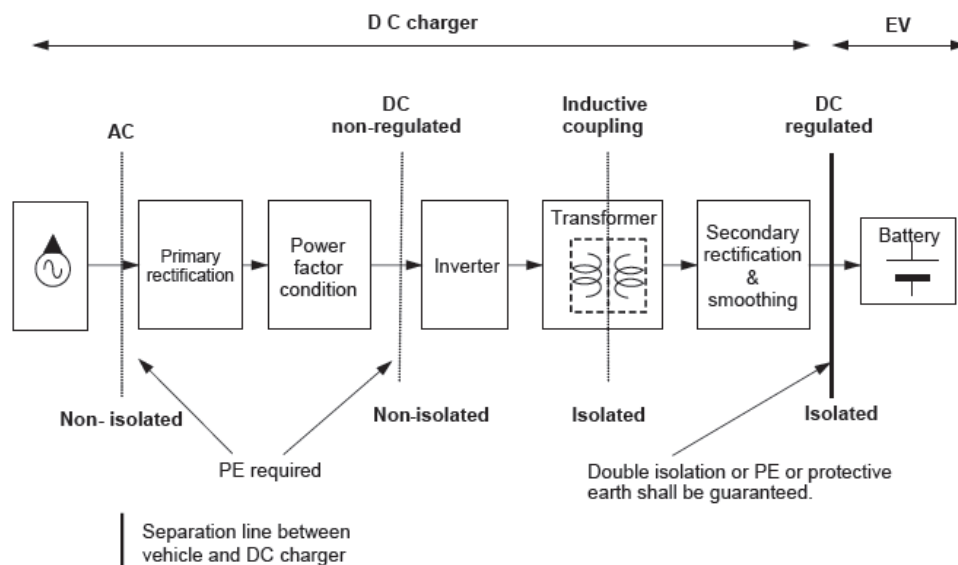 D C charger
EV
AC
DC
non-regulated
Inductive
coupling
DC
regulated
Primary
rectification
Power
factor
condition
Inverter
Transformer
Secondary
rectification
&
smoothing
Battery
Non- isolated
Non-isolated
Isolated
Isolated
PE required
Double isolation or PE or protective
earth shall be guaranteed.
Separation line between
vehicle and DC charger